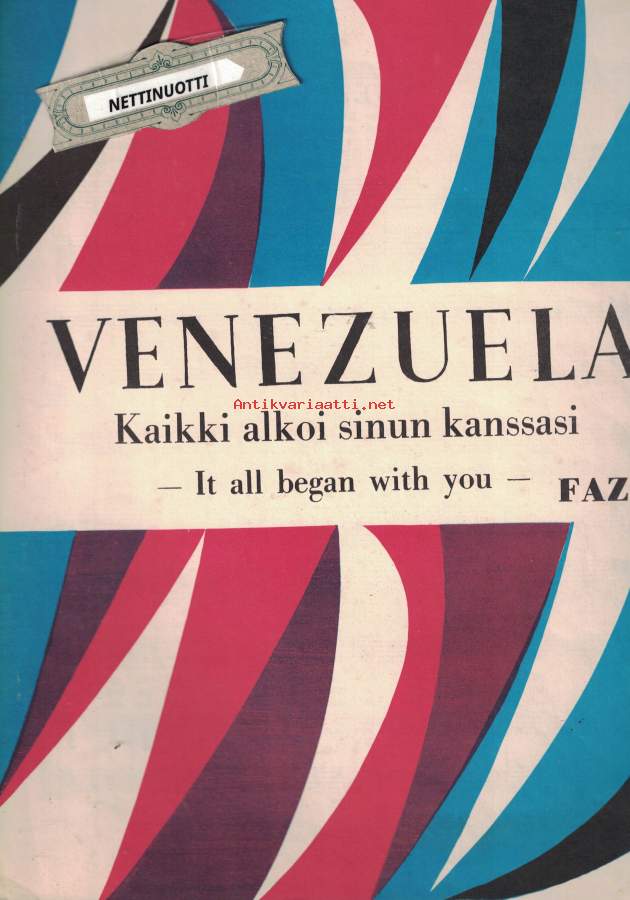 NETTINUOTTI
VENEZUELA
Antikvariaatti.net
Kaikki alkoi sinun kanssasi
— It all began with you —
FAZ